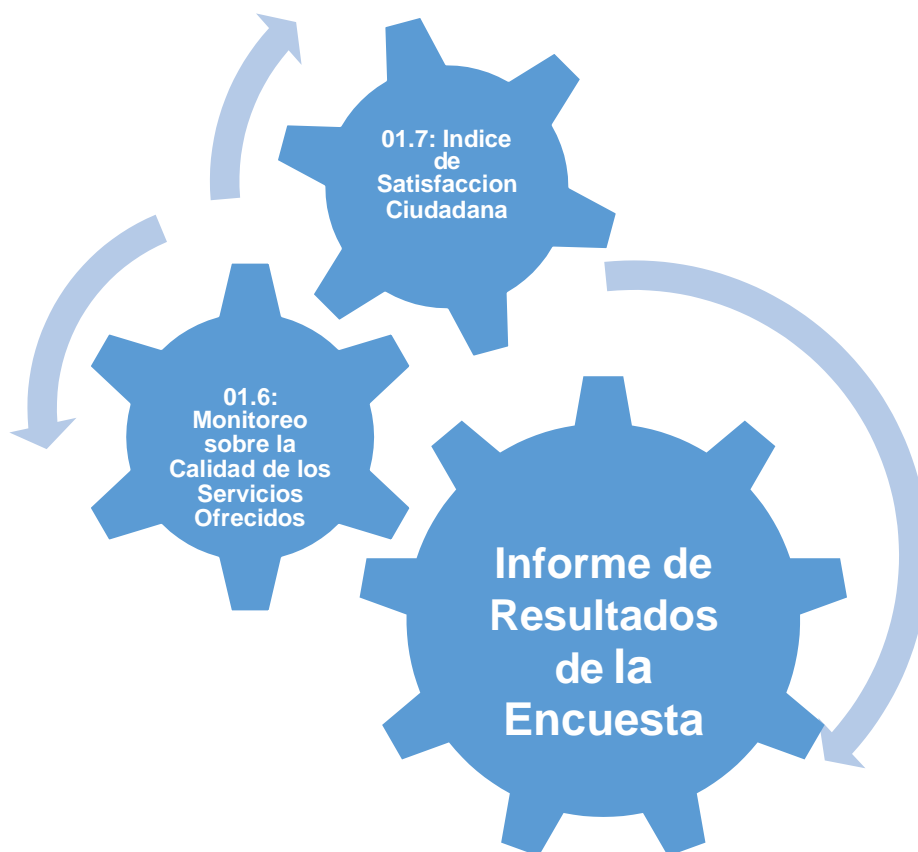 01.7: Indice
de
Satisfaccion
Ciudadana
01.6:
Monitoreo
sobre la
Calidad de los
Servicios
Ofrecidos
Informe de
Resultados
de la
Encuesta